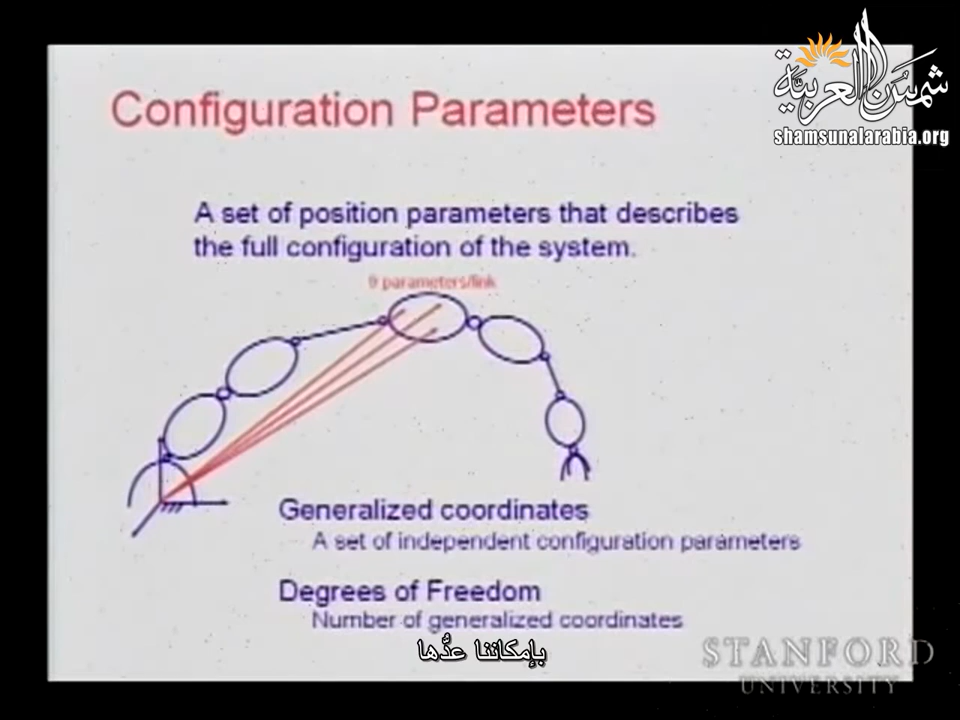 شمس العربية
shamsunalarabia.org
Configuration Parameters
A set of position parameters that describes
the full configuration of the system.
9 parameters/link
Generalized coordinates
A set of independent configuration parameters
Degrees of Freedom
Number of generalized coordinates
بإمكاننا عدُّها
STANFORD
UNIVERSITY